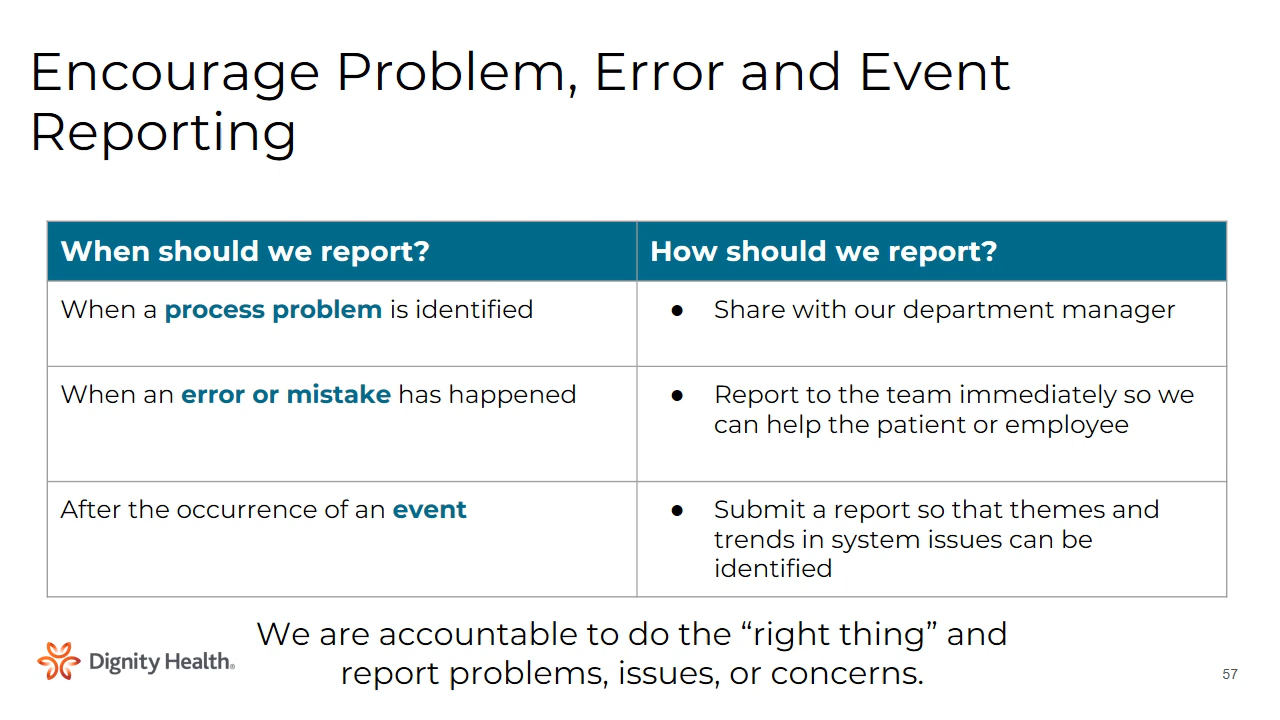 Encourage Problem, Error and Event
Reporting
When should we report?
How should we report?
When a process problem is identified
● Share with our department manager
When an error or mistake has happened
● Report to the team immediately so we
can help the patient or employee
After the occurrence of an event
● Submit a report so that themes and
trends in system issues can be
identified
We are accountable to do the “right thing” and
report problems, issues, or concerns.
Dignity Health®
57